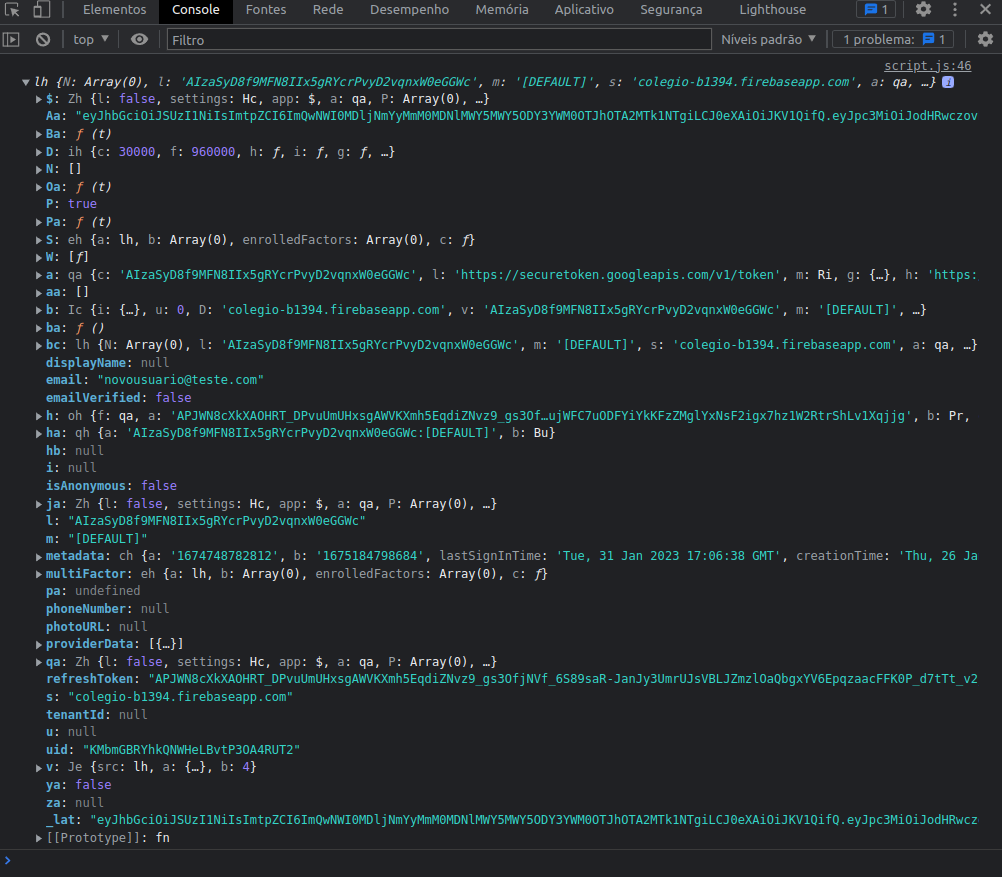 Elementos Console Fontes Rede Desempenho Memória Aplicativo Segurança Lighthouse 1
top Filtro Níveis padrão 1 problema: 1
script.js:46
lh {N: Array(0), l: 'AIzaSyD8f9MFN8IIx5gRYcrPvyD2vqnxW0eGGWc', m: '[DEFAULT]', s: 'colegio-b1394.firebaseapp.com', a: qa, …} i
$: Zh {l: false, settings: Hc, app: $, a: qa, P: Array(0), …}
Aa: "eyJhbGciOiJSUzI1NiIsImtpZCI6ImQwNWI0MDljNmYyMmM0MDNlMWY5MWY5ODY3YWM0OTJhOTA2MTk1NTgiLCJ0eXAiOiJKV1QifQ.eyJpc3MiOiJodHRwczov
Ba: ƒ (t)
D: ih {c: 30000, f: 960000, h: ƒ, i: ƒ, g: ƒ, …}
N: []
Oa: ƒ (t)
P: true
Pa: ƒ (t)
S: eh {a: lh, b: Array(0), enrolledFactors: Array(0), c: ƒ}
W: [ƒ]
a: qa {c: 'AIzaSyD8f9MFN8IIx5gRYcrPvyD2vqnxW0eGGWc', l: 'https://securetoken.googleapis.com/v1/token', m: Ri, g: {…}, h: 'https:
aa: []
b: Ic {i: {…}, u: 0, D: 'colegio-b1394.firebaseapp.com', v: 'AIzaSyD8f9MFN8IIx5gRYcrPvyD2vqnxW0eGGWc', m: '[DEFAULT]', …}
ba: ƒ ()
bc: lh {N: Array(0), l: 'AIzaSyD8f9MFN8IIx5gRYcrPvyD2vqnxW0eGGWc', m: '[DEFAULT]', s: 'colegio-b1394.firebaseapp.com', a: qa, …}
displayName: null
email: "novousuario@teste.com"
emailVerified: false
h: oh {f: qa, a: 'APJWN8cXkXAOHRT_DPvuUmUHxsgAWVKXmh5EqdiZNvz9_gs3Of…ujWFC7uODFYiYkKFzZMglYxNsF2igx7hz1W2RtrShLv1Xqjjg', b: Pr,
ha: qh {a: 'AIzaSyD8f9MFN8IIx5gRYcrPvyD2vqnxW0eGGWc:[DEFAULT]', b: Bu}
hb: null
i: null
isAnonymous: false
ja: Zh {l: false, settings: Hc, app: $, a: qa, P: Array(0), …}
l: "AIzaSyD8f9MFN8IIx5gRYcrPvyD2vqnxW0eGGWc"
m: "[DEFAULT]"
metadata: ch {a: '1674748782812', b: '1675184798684', lastSignInTime: 'Tue, 31 Jan 2023 17:06:38 GMT', creationTime: 'Thu, 26 Ja
multiFactor: eh {a: lh, b: Array(0), enrolledFactors: Array(0), c: ƒ}
pa: undefined
phoneNumber: null
photoURL: null
providerData: [{…}]
qa: Zh {l: false, settings: Hc, app: $, a: qa, P: Array(0), …}
refreshToken: "APJWN8cXkXAOHRT_DPvuUmUHxsgAWVKXmh5EqdiZNvz9_gs3OfjNVf_6S89saR-JanJy3UmrUJsVBLJZmzlOaQbgxYV6EpqzaacFFK0P_d7tTt_v2
s: "colegio-b1394.firebaseapp.com"
tenantId: null
u: null
uid: "KMbmGBRYhkQNWHeLBvtP3OA4RUT2"
v: Je {src: lh, a: {…}, b: 4}
ya: false
za: null
_lat: "eyJhbGciOiJSUzI1NiIsImtpZCI6ImQwNWI0MDljNmYyMmM0MDNlMWY5MWY5ODY3YWM0OTJhOTA2MTk1NTgiLCJ0eXAiOiJKV1QifQ.eyJpc3MiOiJodHRwcz
[[Prototype]]: fn